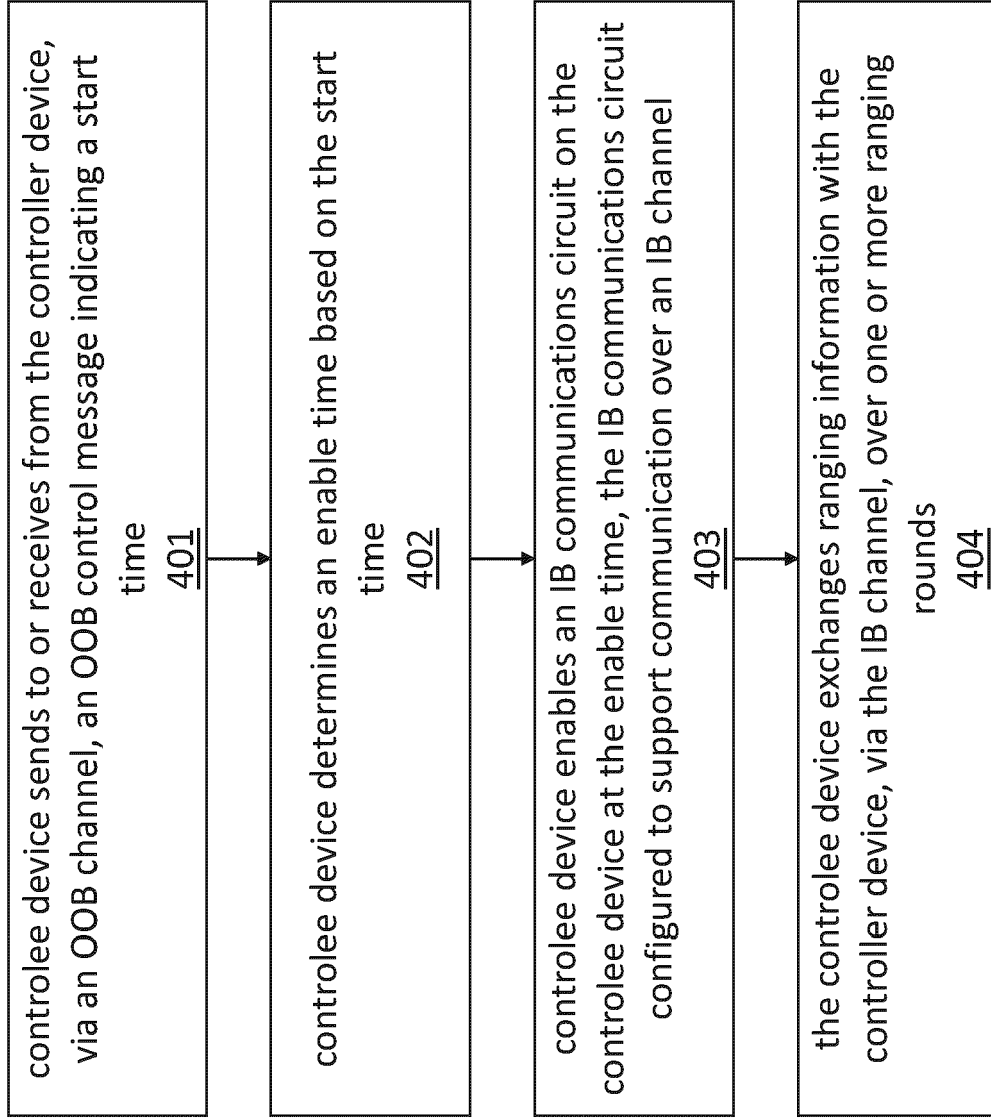 controlee device sends to or receives from the controller device,
via an OOB channel, an OOB control message indicating a start
time
401
controlee device determines an enable time based on the start
time
402
controlee device enables an IB communications circuit on the
controlee device at the enable time, the IB communications circuit
configured to support communication over an IB channel
403
the controlee device exchanges ranging information with the
controller device, via the IB channel, over one or more ranging
rounds
404